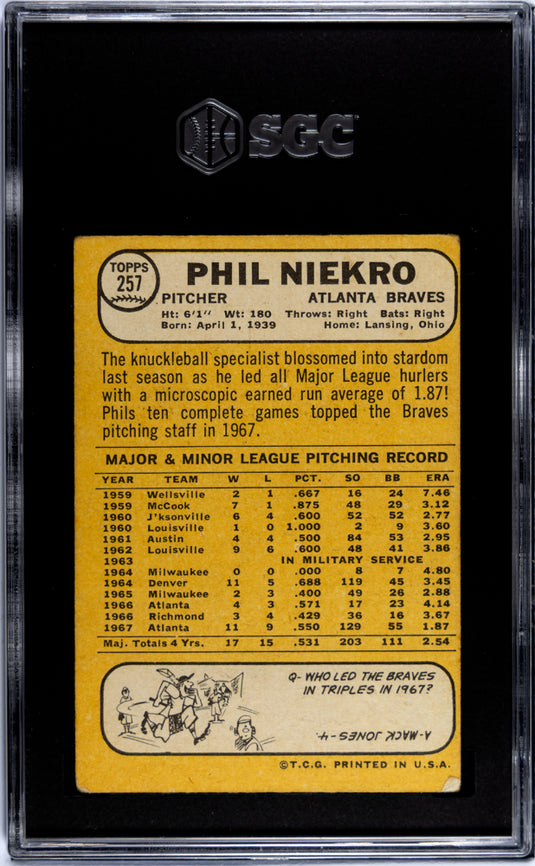 SGC
TOPPS
257
PHIL NIEKRO
PITCHER ATLANTA BRAVES
Ht: 6'1" Wt: 180 Throws: Right Bats: Right
Born: April 1, 1939 Home: Lansing, Ohio
The knuckleball specialist blossomed into stardom
last season as he led all Major League hurlers
with a microscopic earned run average of 1.87!
Phils ten complete games topped the Braves
pitching staff in 1967.
MAJOR & MINOR LEAGUE PITCHING RECORD
YEAR TEAM W L PCT. SO BB ERA
1959 Wellsville 2 1 .667 16 24 7.46
1959 McCook 7 1 .875 48 29 3.12
1960 J'ksonville 6 4 .600 52 52 2.77
1960 Louisville 1 0 1.000 2 9 3.60
1961 Austin 4 4 .500 84 53 2.95
1962 Louisville 9 6 .600 48 41 3.86
1963 IN MILITARY SERVICE
1964 Milwaukee 0 0 .000 8 7 4.80
1964 Denver 11 5 .688 119 45 3.45
1965 Milwaukee 2 3 .400 49 26 2.88
1966 Atlanta 4 3 .571 17 23 4.14
1966 Richmond 3 4 .429 36 16 3.67
1967 Atlanta 11 9 .550 129 55 1.87
Maj. Totals 4 Yrs. 17 15 .531 203 111 2.54
Q- WHO LED THE BRAVES
IN TRIPLES IN 1967?
A- MACK JONES - 4.
©T.C.G. PRINTED IN U.S.A.